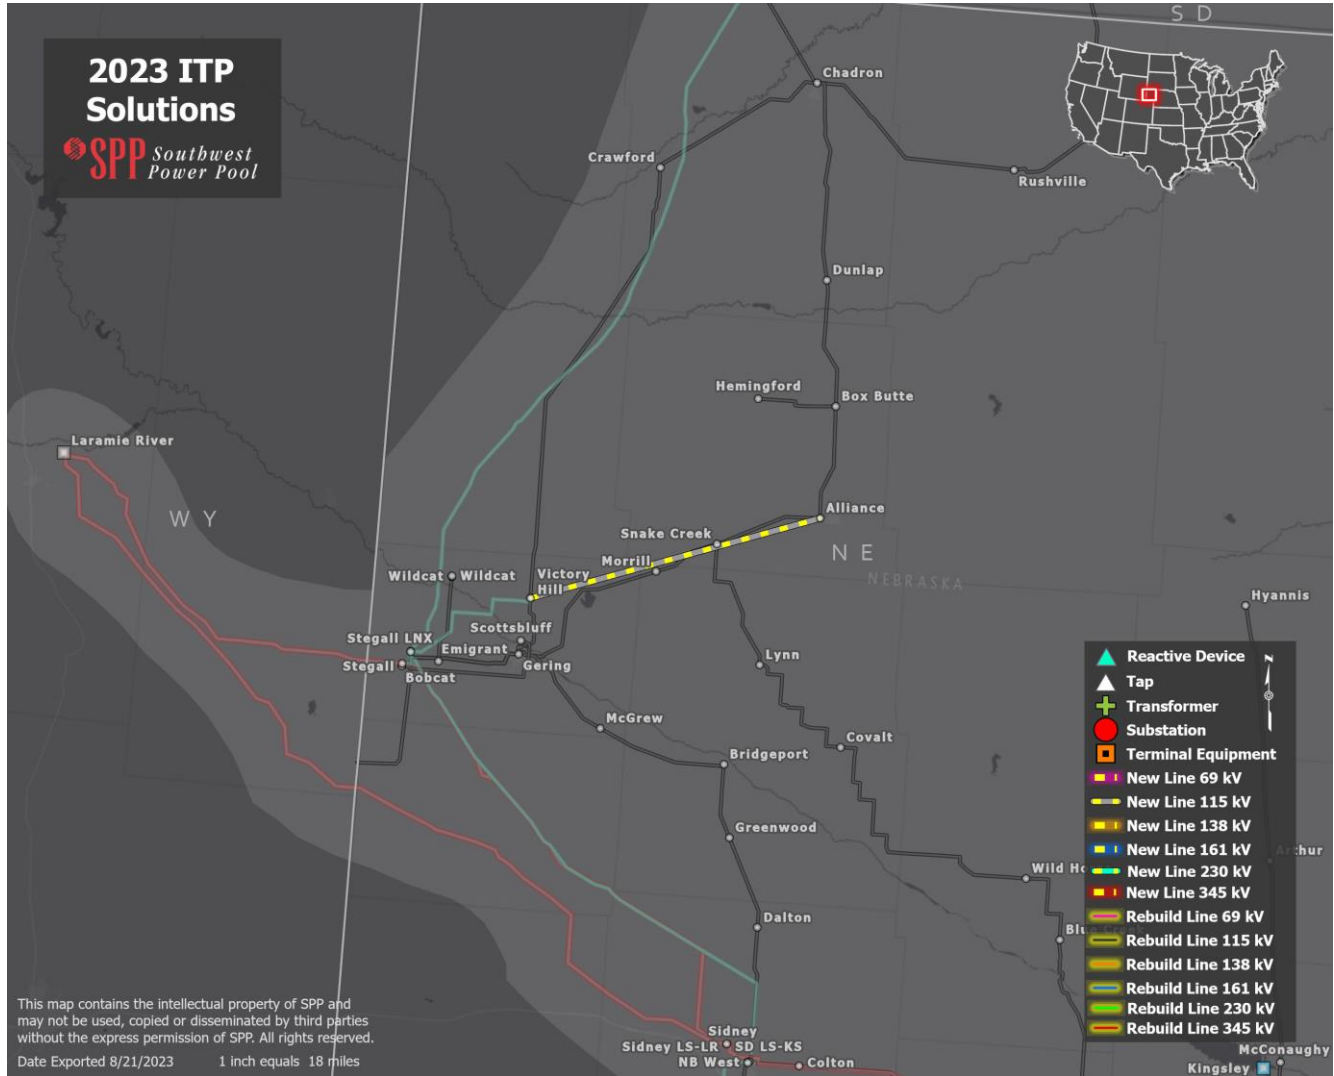 2023 ITP
Solutions
SPP Southwest
Power Pool
S D
Chadron
Crawford
Rushville
Dunlap
Hemingford
Box Butte
Laramie River
W Y
Alliance
Snake Creek
N E
NEBRASKA
Morrill
Wildcat
Wildcat
Victory
Hill
Hyannis
Scottsbluff
Stegall LNX
Emigrant
Gering
Stegall
Bobcat
Lynn
McGrew
Covalt
Bridgeport
Greenwood
Arthur
Wild Ho
Dalton
Blue Creek
Reactive Device
N
Tap
Transformer
Substation
Terminal Equipment
New Line 69 kV
New Line 115 kV
New Line 138 kV
New Line 161 kV
New Line 230 kV
New Line 345 kV
Rebuild Line 69 kV
Rebuild Line 115 kV
Rebuild Line 138 kV
Rebuild Line 161 kV
Rebuild Line 230 kV
Rebuild Line 345 kV
This map contains the intellectual property of SPP and
may not be used, copied or disseminated by third parties
without the express permission of SPP. All rights reserved.
Date Exported 8/21/2023 1 inch equals 18 miles
Sidney
Sidney LS-LR
SD LS-KS
NB West
Colton
McConaughy
Kingsley